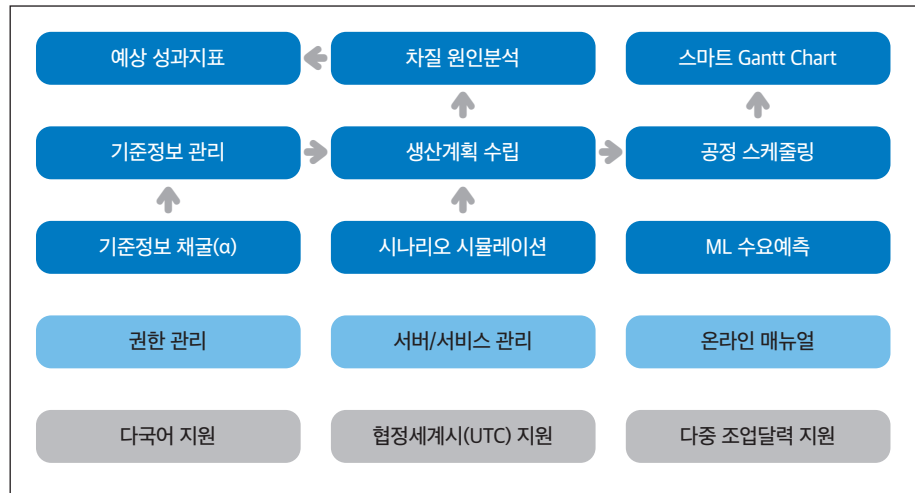 예상 성과지표
차질 원인분석
스마트 Gantt Chart
기준정보 관리
생산계획 수립
공정 스케줄링
기준정보 채굴(α)
시나리오 시뮬레이션
ML 수요예측
권한 관리
서버/서비스 관리
온라인 매뉴얼
다국어 지원
협정세계시(UTC) 지원
다중 조업달력 지원